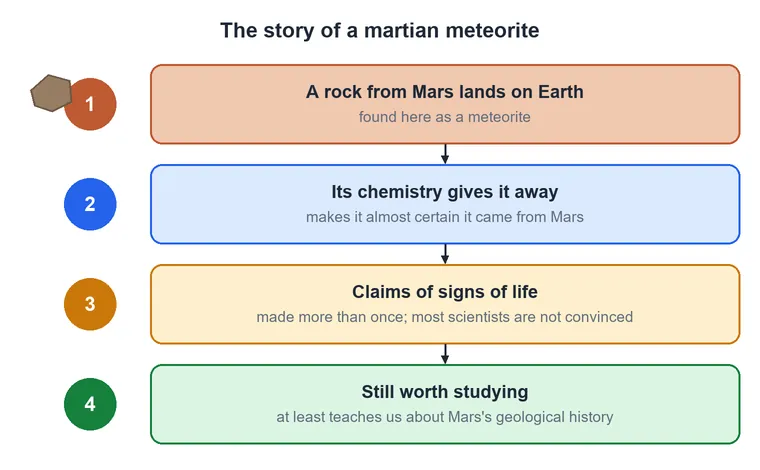 The story of a martian meteorite
1
A rock from Mars lands on Earth
found here as a meteorite
2
Its chemistry gives it away
makes it almost certain it came from Mars
3
Claims of signs of life
made more than once; most scientists are not convinced
4
Still worth studying
at least teaches us about Mars's geological history